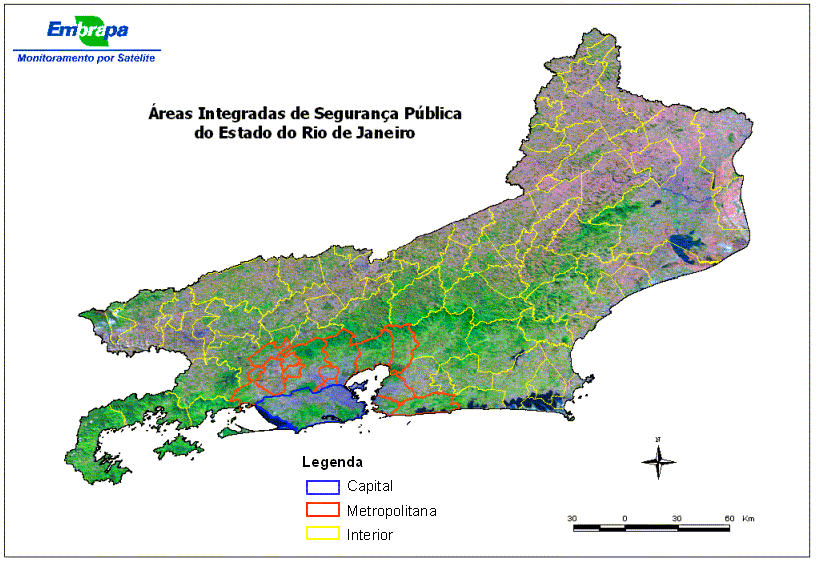 Embrapa
Monitoramento por Satélite
Áreas Integradas de Segurança Pública
do Estado do Rio de Janeiro
Legenda
Capital
Metropolitana
Interior
N
30 0 30 60 Km